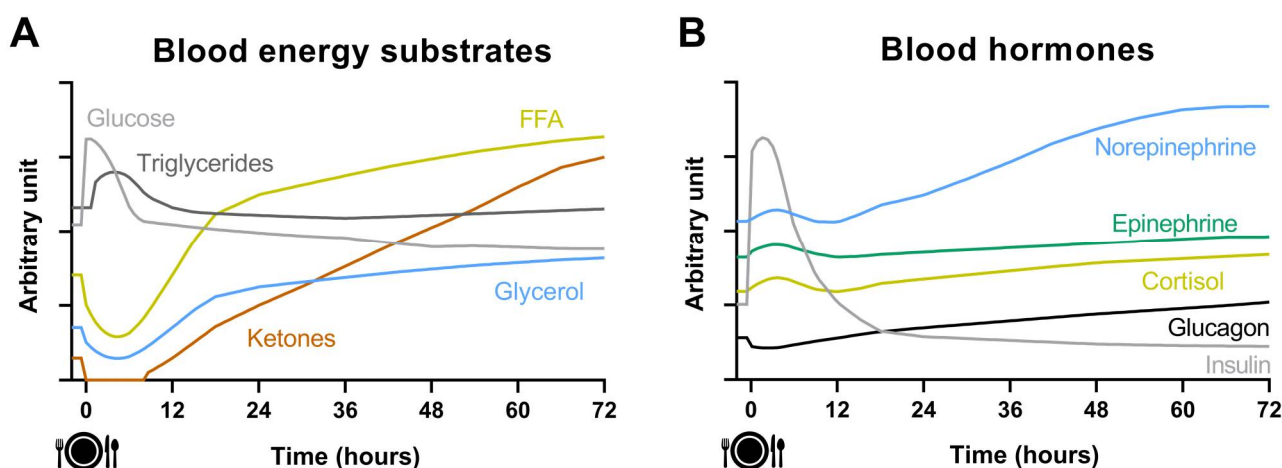 A
Blood energy substrates
Arbitrary unit
Glucose
Triglycerides
FFA
Glycerol
Ketones
0 12 24 36 48 60 72
Time (hours)
B
Blood hormones
Arbitrary unit
Norepinephrine
Epinephrine
Cortisol
Glucagon
Insulin
0 12 24 36 48 60 72
Time (hours)